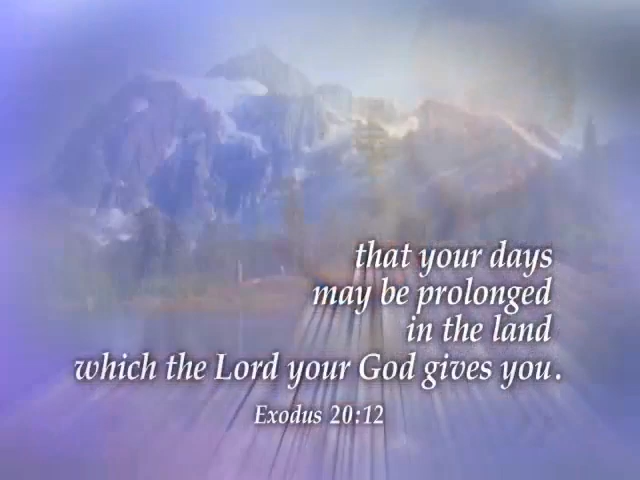 that your days
may be prolonged
in the land
which the Lord your God gives you.
Exodus 20:12